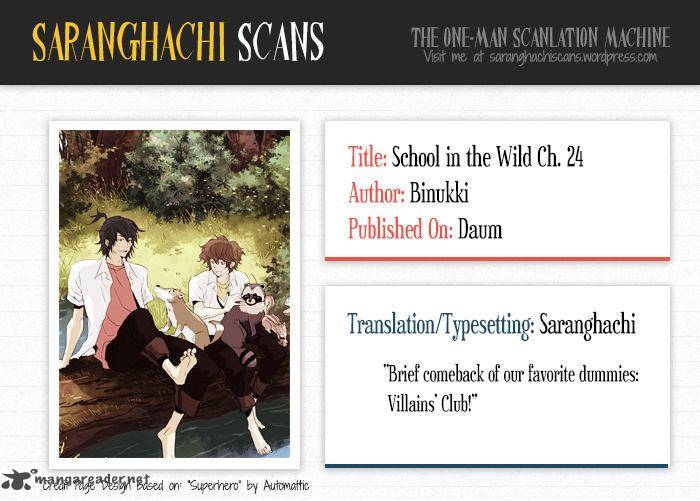 SARANGHACHI SCANS
THE ONE-MAN SCANLATION MACHINE
Visit me at saranghachiscans.wordpress.com
Title: School in the Wild Ch. 24
Author: Binukki
Published On: Daum
Translation/Typesetting: Saranghachi
"Brief comeback of our favorite dummies:
Villains' Club!"
mangareader.net
Credit Page Design Based on: "Superhero" by Automattic